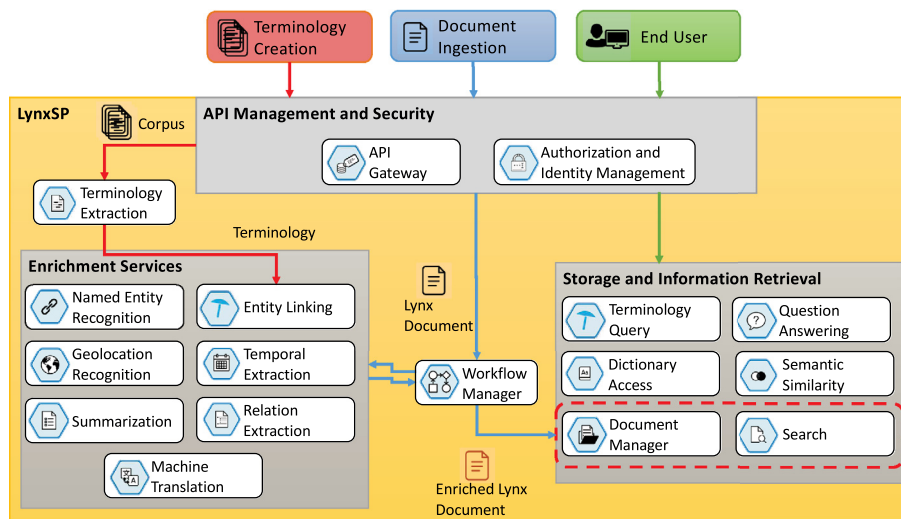 Terminology
Creation
Document
Ingestion
End User
LynxSP
Corpus
API Management and Security
API
Gateway
Authorization and
Identity Management
Terminology
Extraction
Terminology
Enrichment Services
Named Entity
Recognition
Entity Linking
Geolocation
Recognition
Temporal
Extraction
Summarization
Relation
Extraction
Machine
Translation
Lynx
Document
Workflow
Manager
Enriched Lynx
Document
Storage and Information Retrieval
Terminology
Query
Question
Answering
Dictionary
Access
Semantic
Similarity
Document
Manager
Search